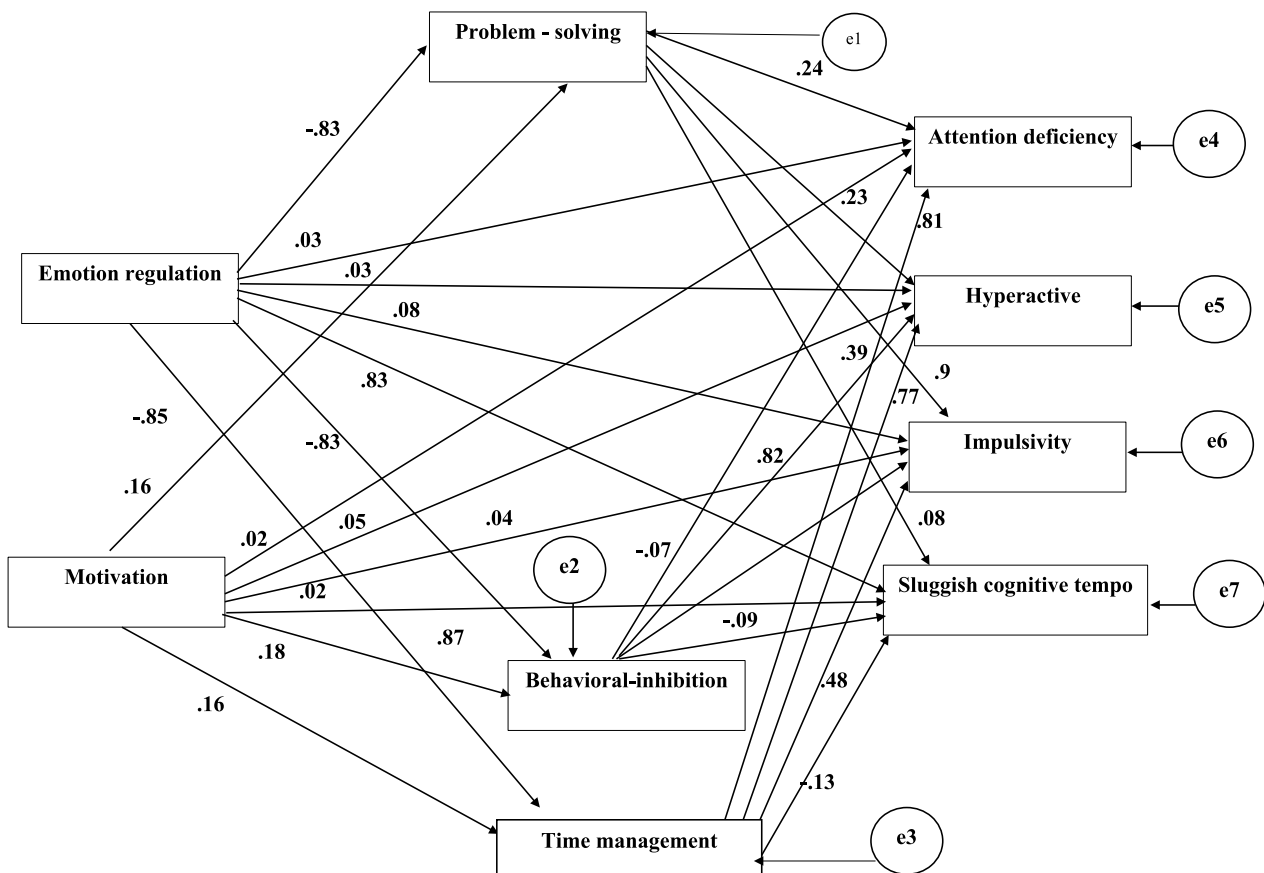 Problem - solving
e1
.24
-.83
Attention deficiency
e4
.23
.81
.03
Emotion regulation
.03
Hyperactive
e5
.08
.39
.9
.83
.77
-.85
-.83
Impulsivity
e6
.82
.16
.08
.05
.04
.02
-.07
e2
Motivation
Sluggish cognitive tempo
e7
.02
-.09
.87
.18
Behavioral-inhibition
.48
.16
-.13
Time management
e3